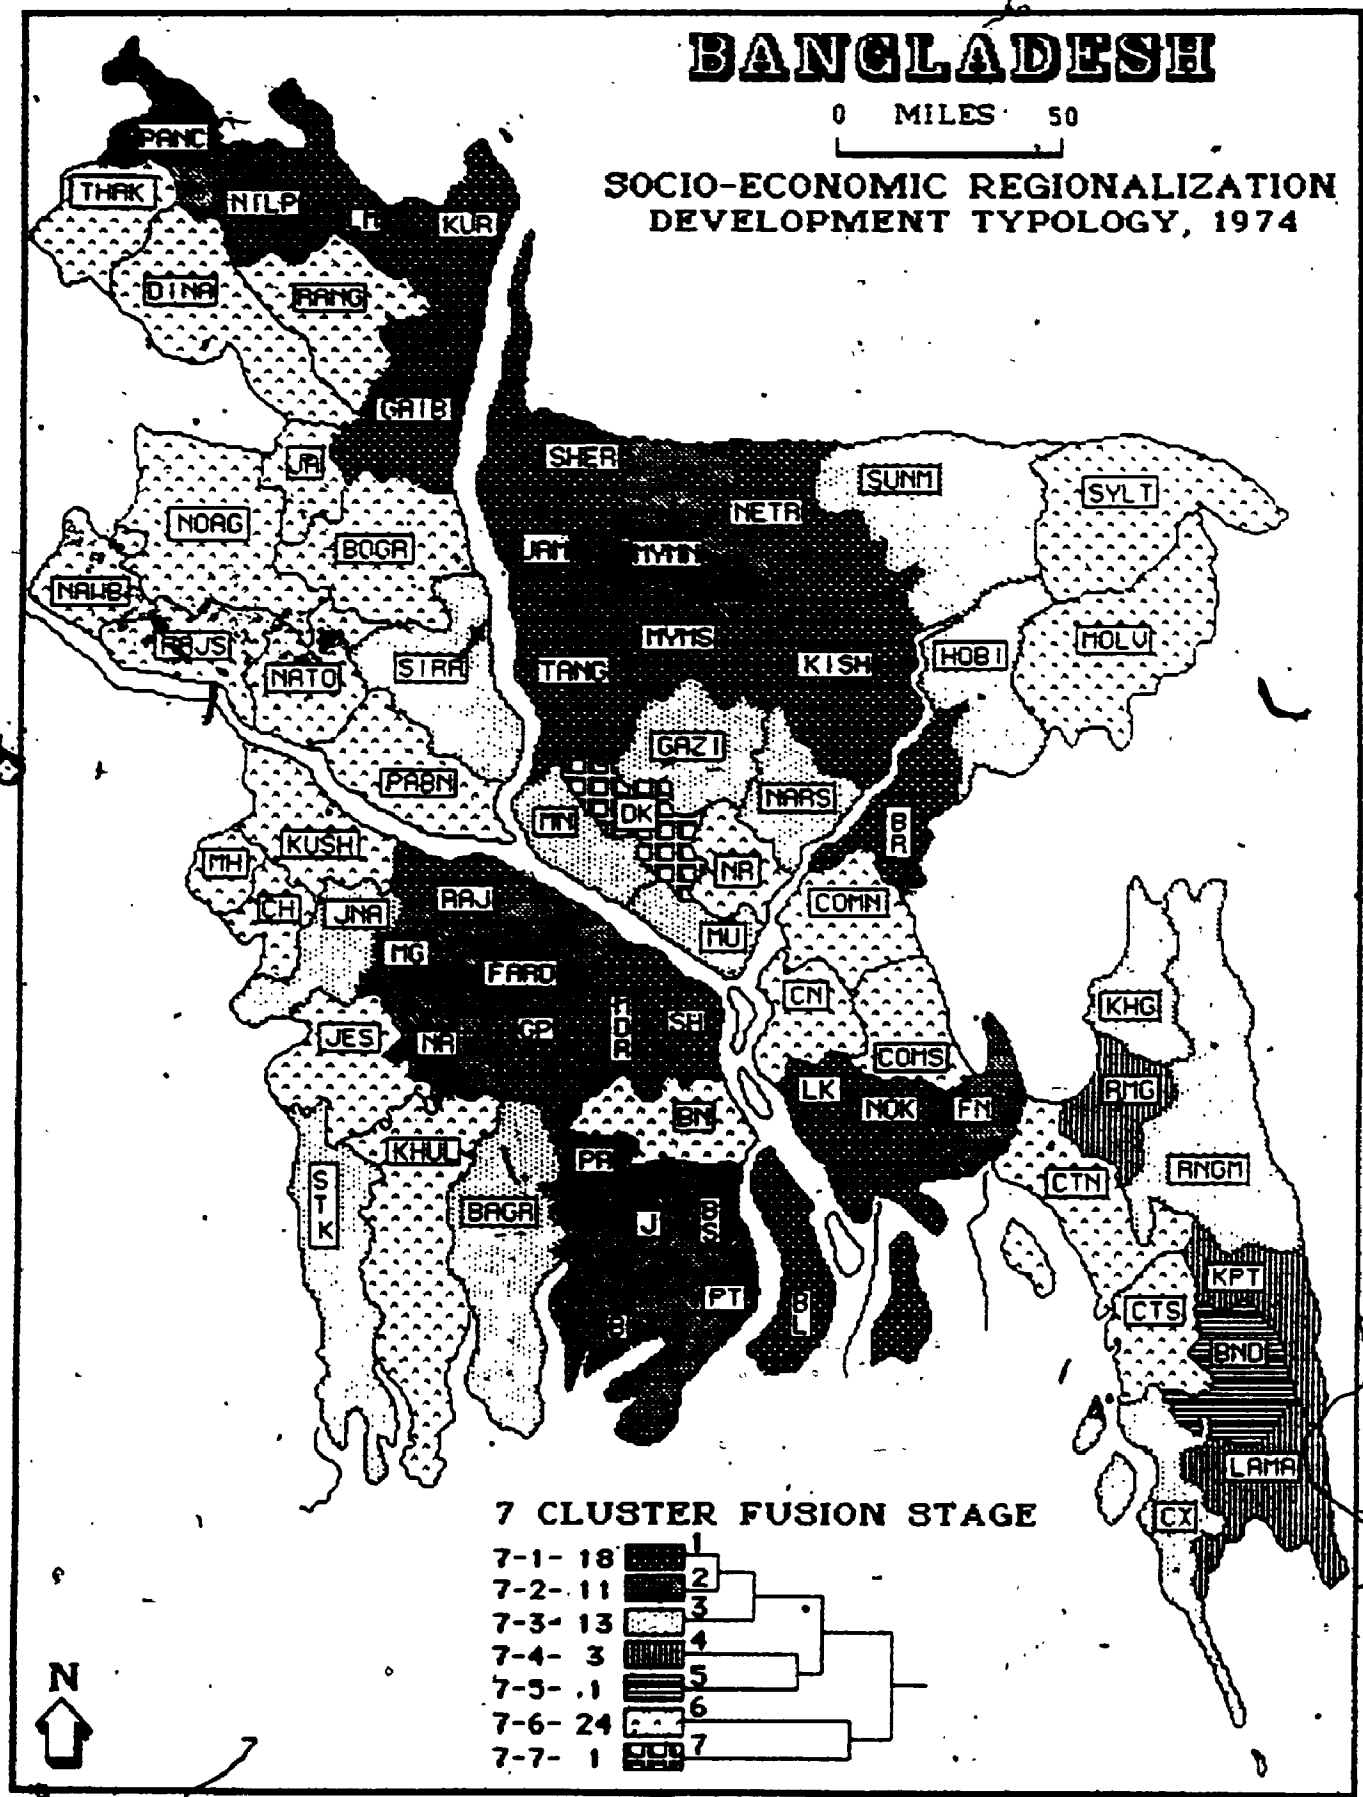 BANGLADESH
0 MILES 50
SOCIO-ECONOMIC REGIONALIZATION
DEVELOPMENT TYPOLOGY, 1974
PANC
THAK
NILP
LM
KUR
DINA
RANG
GAIB
SHER
JA
SUNM
SYLT
NETR
NOAG
BOGR
JAM
MYMN
NAWB
RAJS
MYMS
MOLV
NATO
SIRA
TANG
KISH
HOBI
GAZI
PABN
NARS
MN
DK
BR
KUSH
MH
NR
CH
JNA
RAJ
COMN
MU
MG
FARD
CN
KHG
MDR
SH
JES
NR
GP
COMS
LK
NOK
FN
RMG
BN
KHUL
PR
CTN
RNGM
STK
BAGR
J
BS
KPT
PT
BL
CTS
B
BND
LAMA
CX
7 CLUSTER FUSION STAGE
7-1- 18 1
7-2- 11 2
7-3- 13 3
7-4- 3 4
7-5- 1 5
7-6- 24 6
7-7- 1 7
N